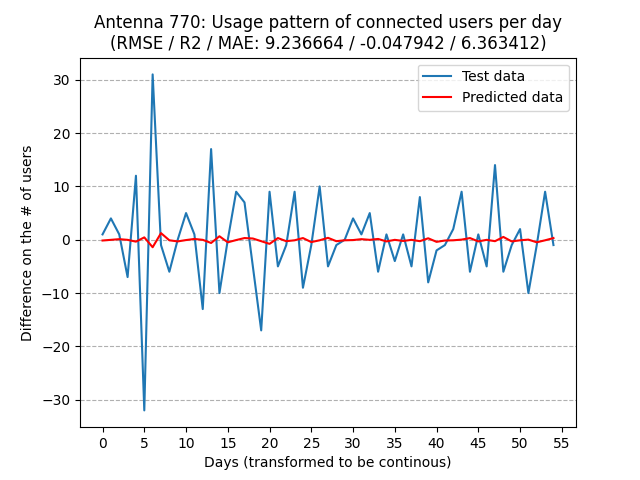 Antenna 770: Usage pattern of connected users per day
(RMSE / R2 / MAE: 9.236664 / -0.047942 / 6.363412)
Test data
Predicted data
Difference on the # of users
30
20
10
0
−10
−20
−30
0 5 10 15 20 25 30 35 40 45 50 55
Days (transformed to be continous)